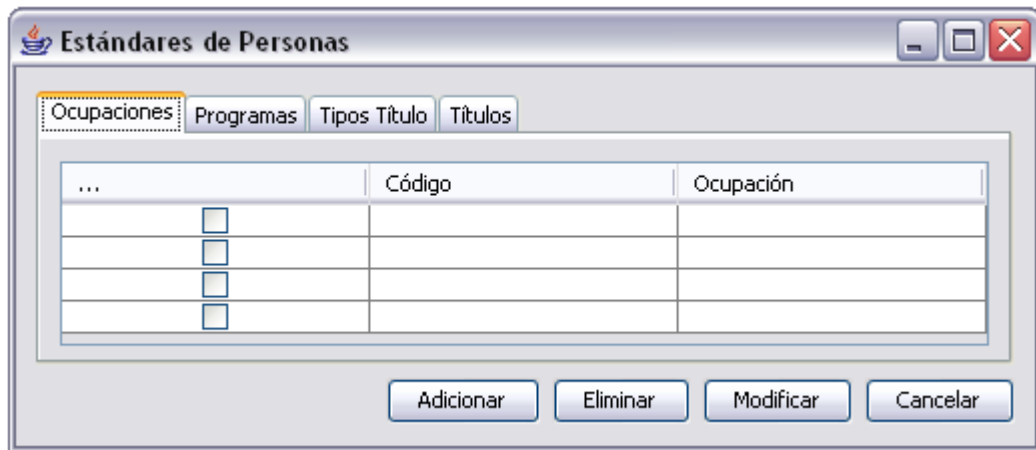 Estándares de Personas
Ocupaciones Programas Tipos Título Títulos
... Código Ocupación
Adicionar Eliminar Modificar Cancelar